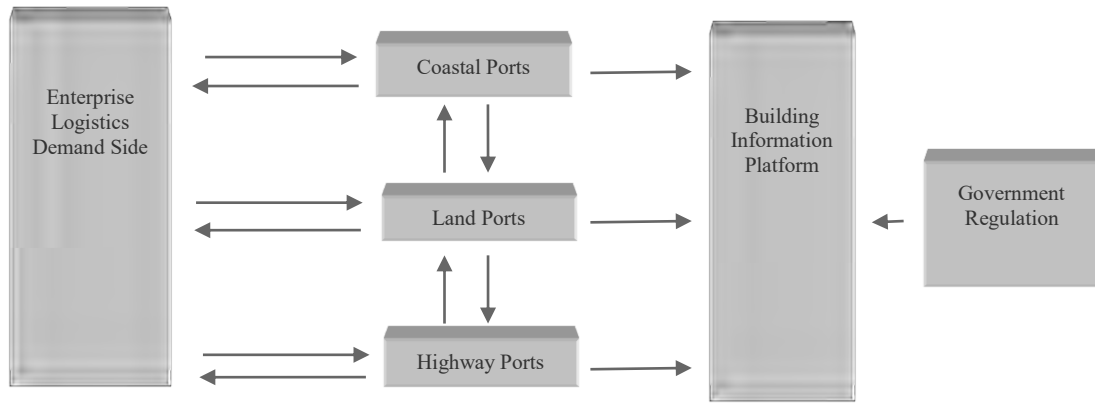 Enterprise
Logistics
Demand Side
Coastal Ports
Land Ports
Highway Ports
Building
Information
Platform
Government
Regulation